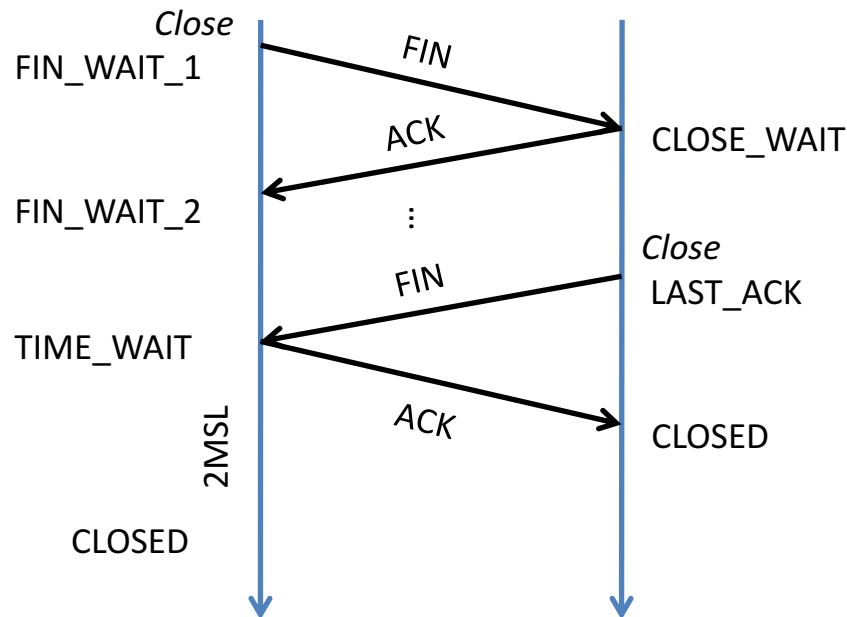 Close
FIN_WAIT_1
FIN
ACK
CLOSE_WAIT
FIN_WAIT_2
...
Close
FIN
LAST_ACK
TIME_WAIT
ACK
2MSL
CLOSED
CLOSED